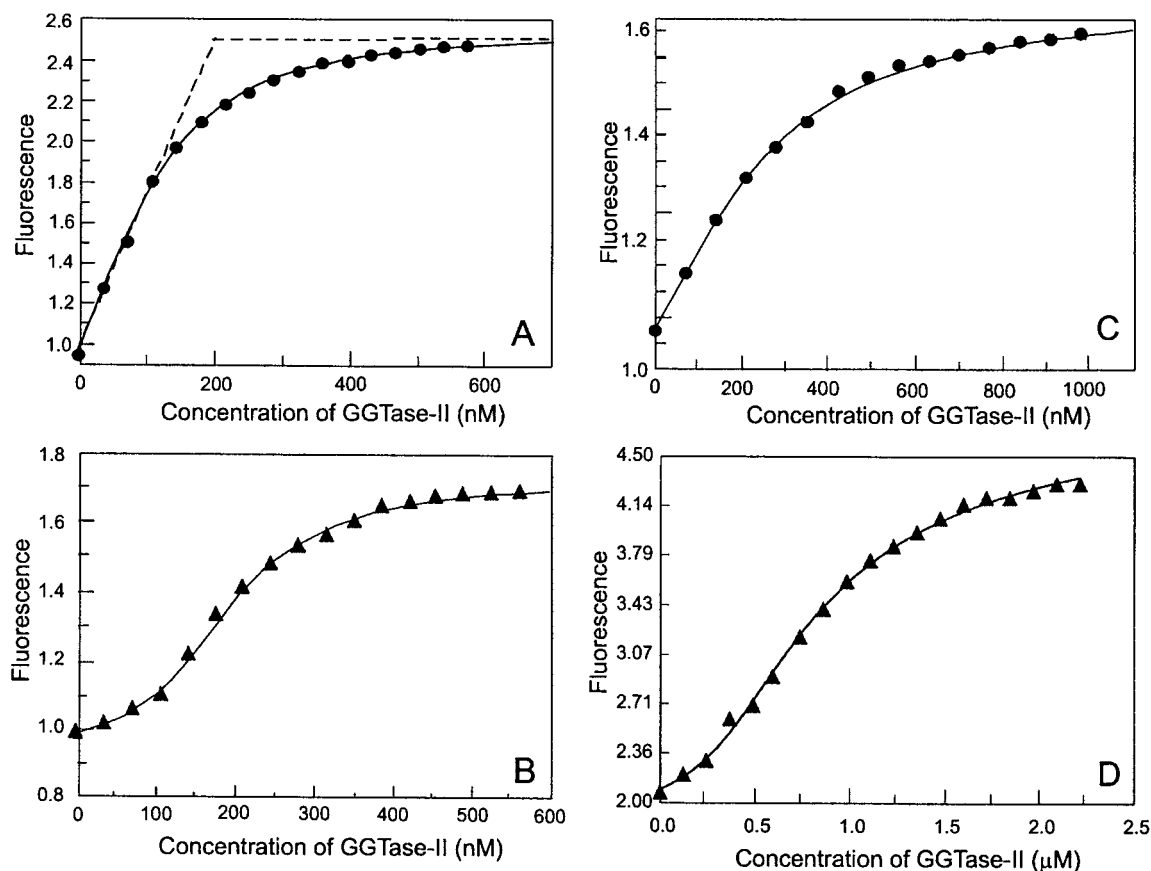 2.6
2.4
2.2
2.0
1.8
1.6
1.4
1.2
1.0
Fluorescence
A
0 200 400 600
Concentration of GGTase-II (nM)
1.6
1.4
1.2
1.0
Fluorescence
C
0 200 400 600 800 1000
Concentration of GGTase-II (nM)
1.8
1.6
1.4
1.2
1.0
0.8
Fluorescence
B
0 100 200 300 400 500 600
Concentration of GGTase-II (nM)
4.50
4.14
3.79
3.43
3.07
2.71
2.36
2.00
Fluorescence
D
0.0 0.5 1.0 1.5 2.0 2.5
Concentration of GGTase-II (μM)